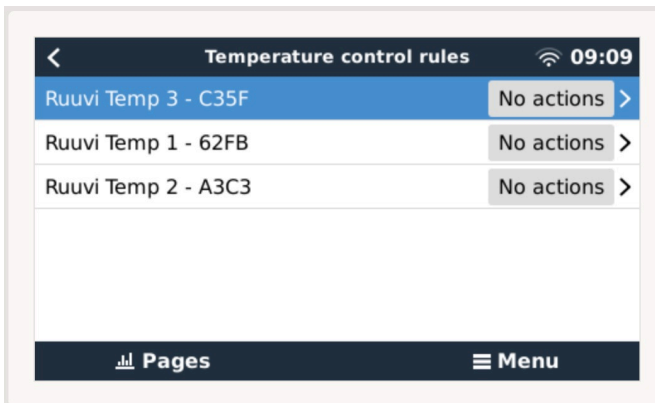 Temperature control rules 09:09
Ruuvi Temp 3 - C35F No actions
Ruuvi Temp 1 - 62FB No actions
Ruuvi Temp 2 - A3C3 No actions
Pages Menu